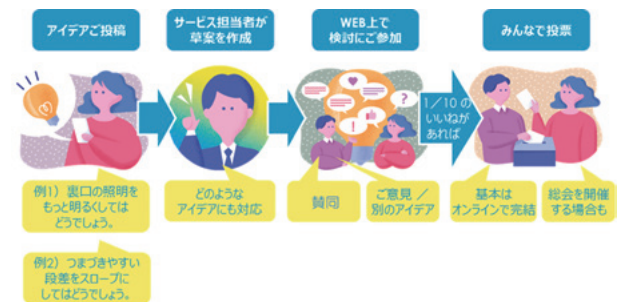 アイデアご投稿
サービス担当者が
草案を作成
WEB上で
検討にご参加
みんなで投票
?
!
1/10の
いいねが
あれば
例1）裏口の照明を
もっと明るくしては
どうでしょう。
どのような
アイデアにも対応
賛同
ご意見/
別のアイデア
基本は
オンラインで完結
総会を開催
する場合も
例2）つまづきやすい
段差をスロープに
してはどうでしょう。